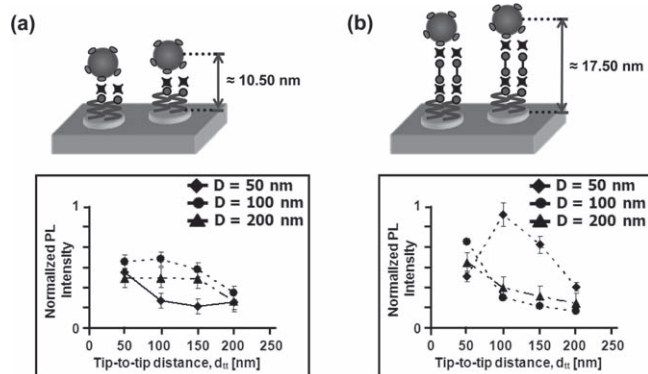 (a)
≈ 10.50 nm
D = 50 nm
D = 100 nm
D = 200 nm
Normalized PL
Intensity
1
0
0 50 100 150 200 250
Tip-to-tip distance, dtt [nm]
(b)
≈ 17.50 nm
D = 50 nm
D = 100 nm
D = 200 nm
Normalized PL
Intensity
1
0
0 50 100 150 200 250
Tip-to-tip distance, dtt [nm]